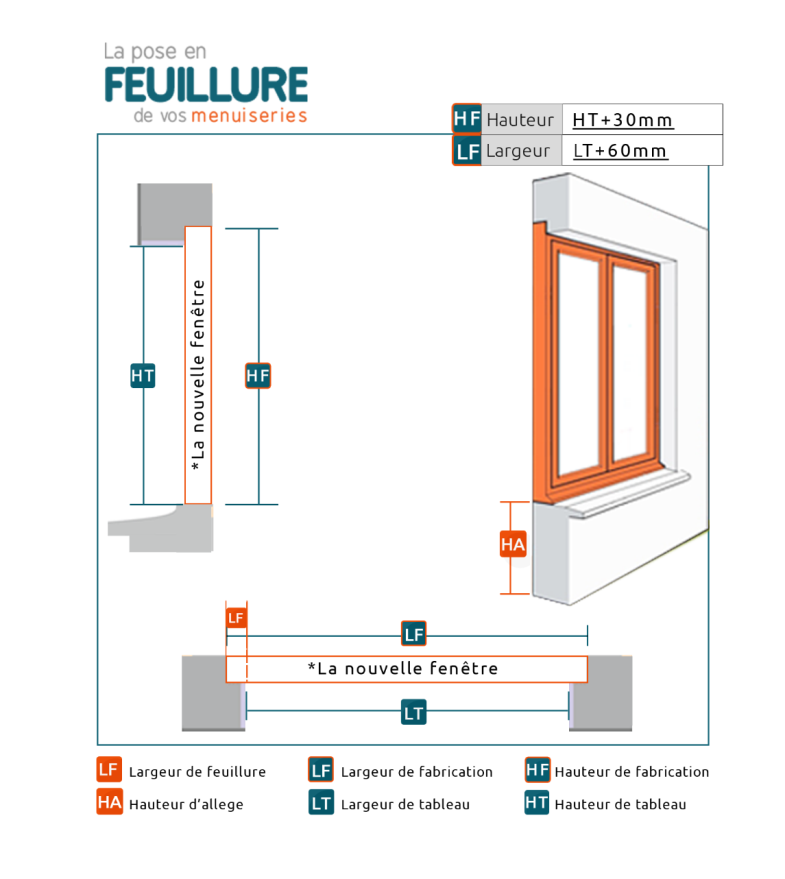 La pose en
FEUILLURE
de vos menuiseries
HF Hauteur HT+30mm
LF Largeur LT+60mm
*La nouvelle fenêtre
HT
HF
HA
LF
LF
*La nouvelle fenêtre
LT
LF Largeur de feuillure
LF Largeur de fabrication
HF Hauteur de fabrication
HA Hauteur d’allege
LT Largeur de tableau
HT Hauteur de tableau